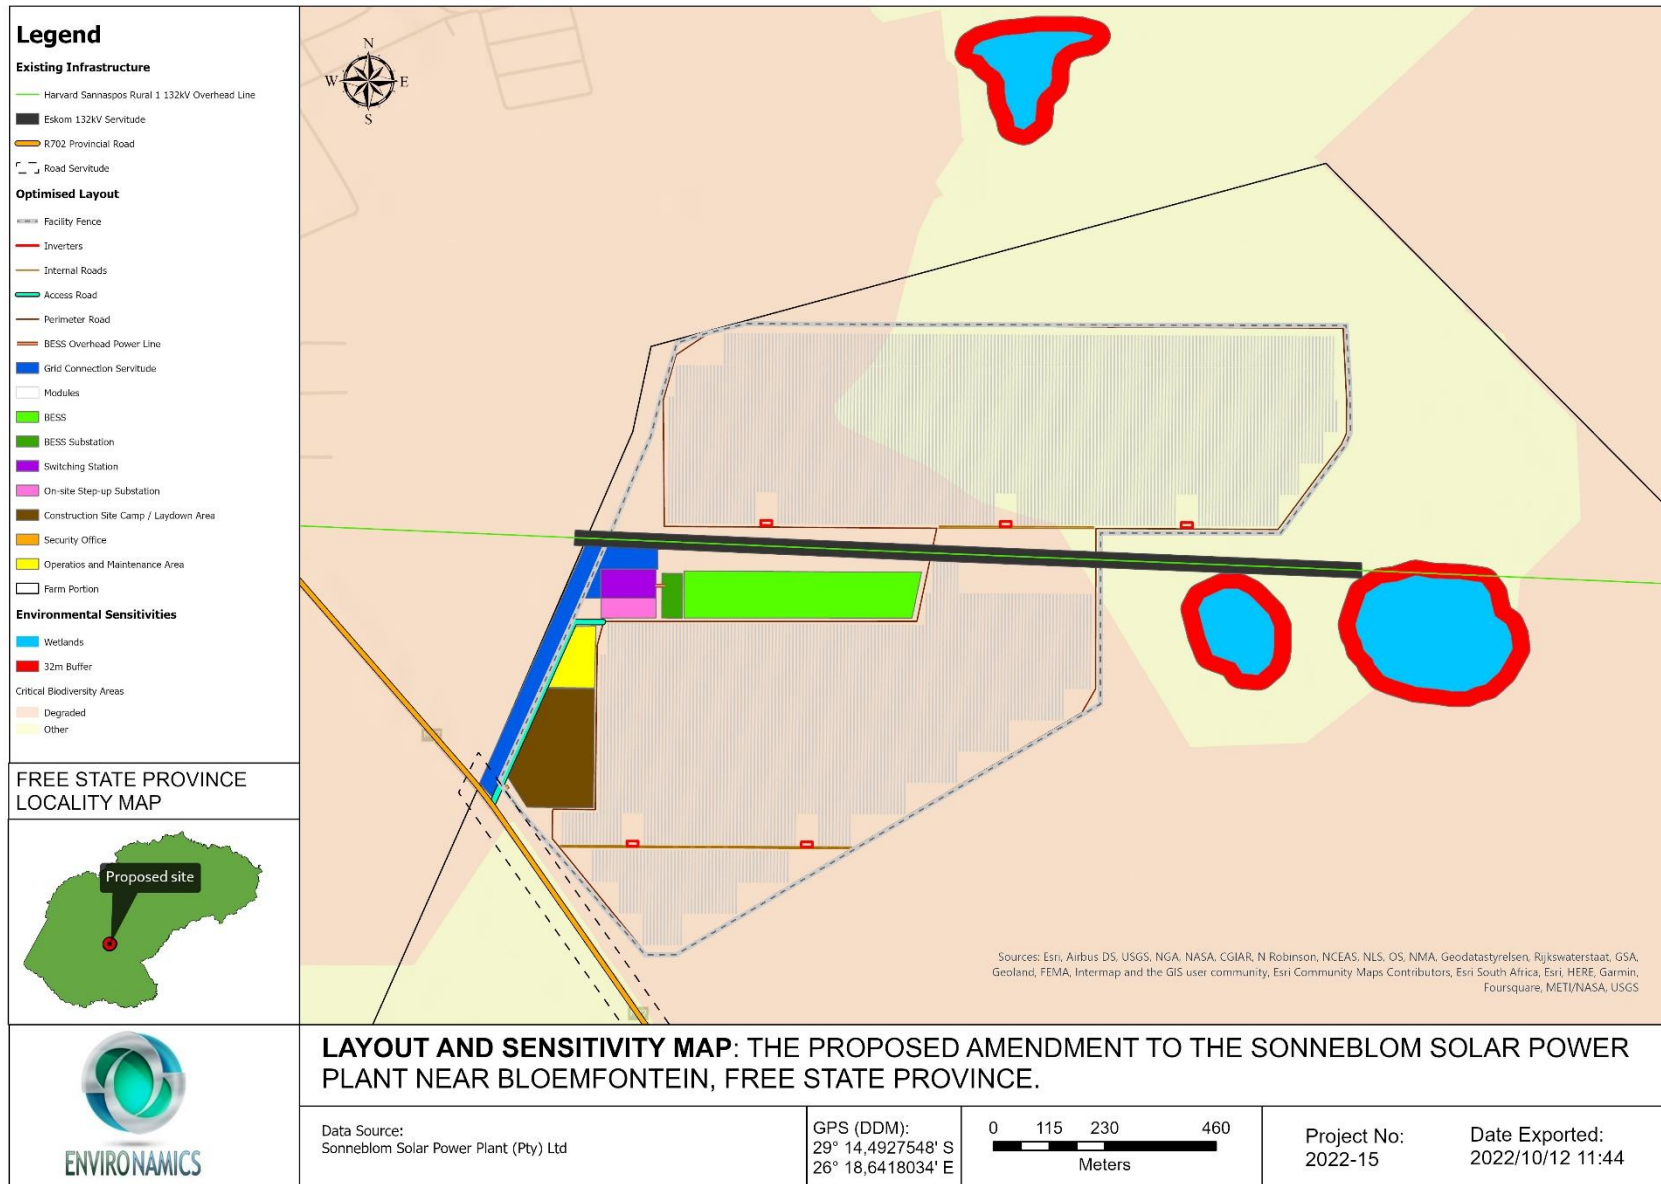 Legend
Existing Infrastructure
Harvard Sannaspos Rural 1 132kV Overhead Line
Eskom 132kV Servitude
R702 Provincial Road
Road Servitude
Optimised Layout
Facility Fence
Inverters
Internal Roads
Access Road
Perimeter Road
BESS Overhead Power Line
Grid Connection Servitude
Modules
BESS
BESS Substation
Switching Station
On-site Step-up Substation
Construction Site Camp / Laydown Area
Security Office
Operatios and Maintenance Area
Farm Portion
Environmental Sensitivities
Wetlands
32m Buffer
Critical Biodiversity Areas
Degraded
Other
FREE STATE PROVINCE
LOCALITY MAP
Proposed site
ENVIRONAMICS
N
W
E
S
Sources: Esri, Airbus DS, USGS, NGA, NASA, CGIAR, N Robinson, NCEAS, NLS, OS, NMA, Geodatastyrelsen, Rijkswaterstaat, GSA,
Geoland, FEMA, Intermap and the GIS user community, Esri Community Maps Contributors, Esri South Africa, Esri, HERE, Garmin,
Foursquare, METI/NASA, USGS
LAYOUT AND SENSITIVITY MAP: THE PROPOSED AMENDMENT TO THE SONNEBLOM SOLAR POWER
PLANT NEAR BLOEMFONTEIN, FREE STATE PROVINCE.
Data Source:
Sonneblom Solar Power Plant (Pty) Ltd
GPS (DDM):
29° 14,4927548' S
26° 18,6418034' E
0 115 230 460
Meters
Project No:
2022-15
Date Exported:
2022/10/12 11:44